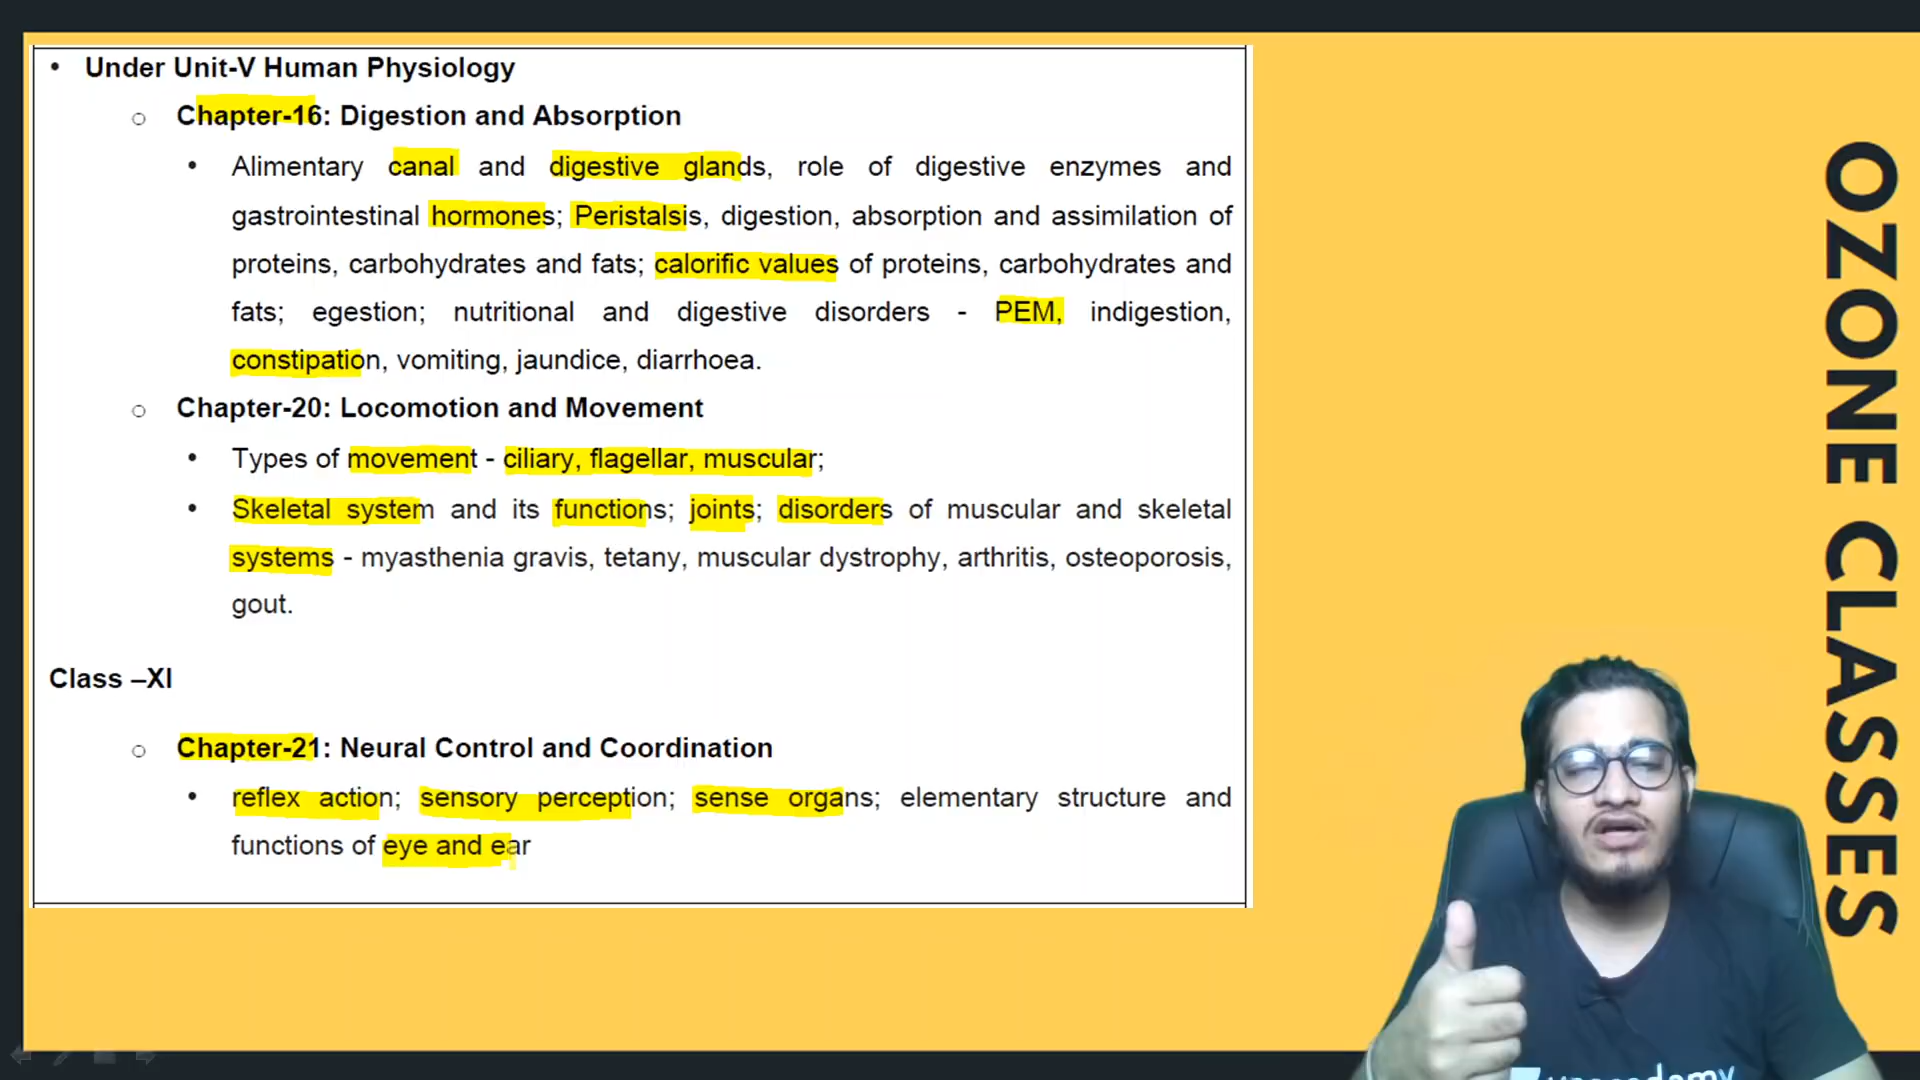 • Under Unit-V Human Physiology
○ Chapter-16: Digestion and Absorption
• Alimentary canal and digestive glands, role of digestive enzymes and
gastrointestinal hormones; Peristalsis, digestion, absorption and assimilation of
proteins, carbohydrates and fats; calorific values of proteins, carbohydrates and
fats; egestion; nutritional and digestive disorders - PEM, indigestion,
constipation, vomiting, jaundice, diarrhoea.
○ Chapter-20: Locomotion and Movement
• Types of movement - ciliary, flagellar, muscular;
• Skeletal system and its functions; joints; disorders of muscular and skeletal
systems - myasthenia gravis, tetany, muscular dystrophy, arthritis, osteoporosis,
gout.
Class –XI
○ Chapter-21: Neural Control and Coordination
• reflex action; sensory perception; sense organs; elementary structure and
functions of eye and ear
OZONE CLASSES